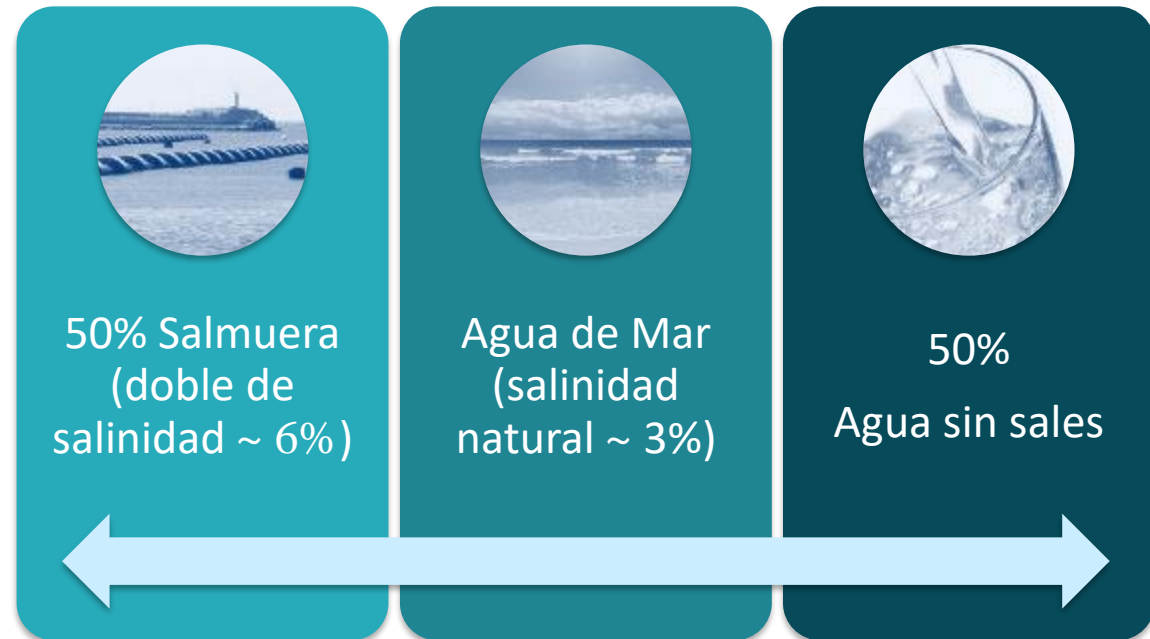 50% Salmuera
(doble de
salinidad ~ 6%)
Agua de Mar
(salinidad
natural ~ 3%)
50%
Agua sin sales